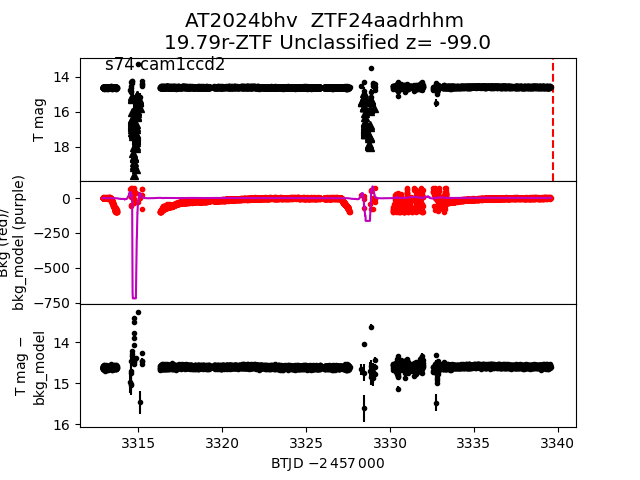 AT2024bhv  ZTF24aadrhhm
19.79r-ZTF Unclassified z= -99.0
s74 cam1ccd2
14
16
18
T mag
0
−250
−500
−750
Bkg (red)/
bkg_model (purple)
14
15
16
T mag −
bkg_model
3315
3320
3325
3330
3335
3340
BTJD −2 457 000